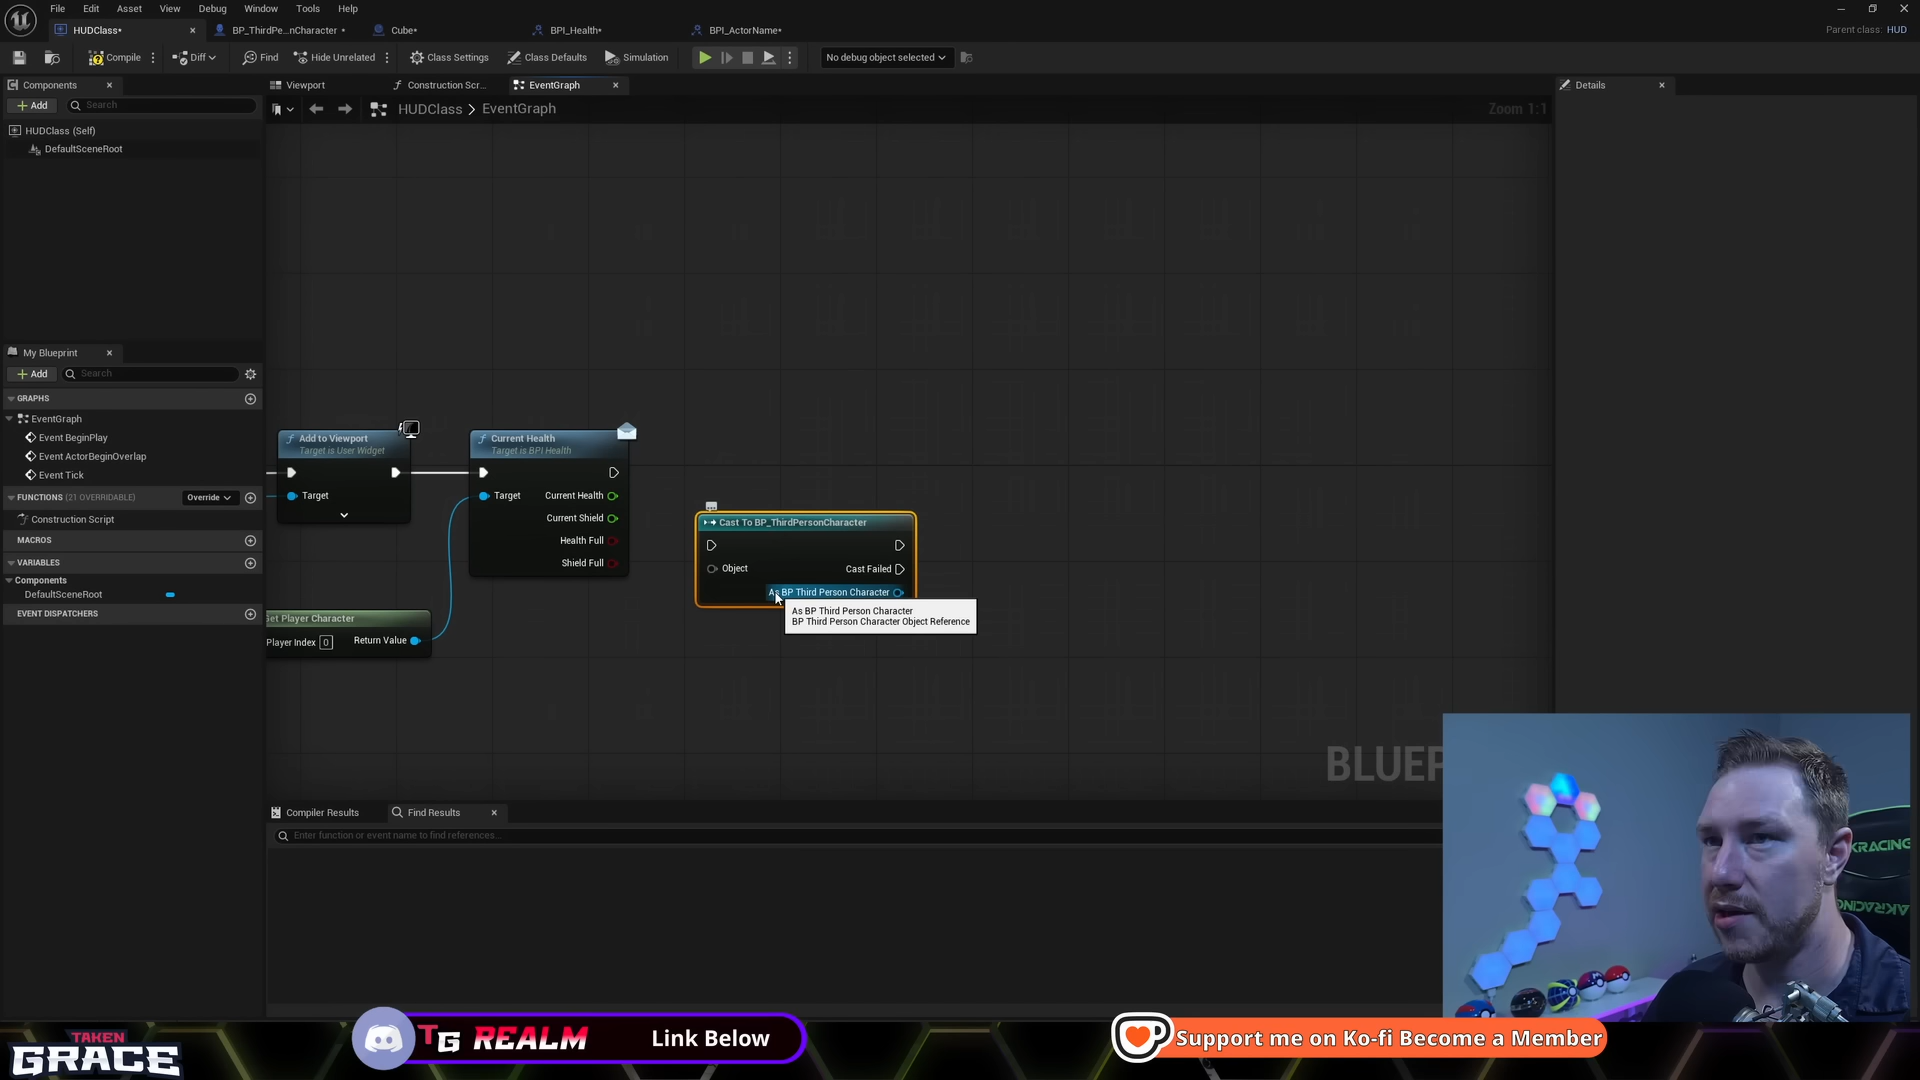 File Edit Asset View Debug Window Tools Help
HUDClass*
BP_ThirdPe...nCharacter *
Cube*
BPI_Health*
BPI_ActorName*
Parent class: HUD
Compile
Diff
Find
Hide Unrelated
Class Settings
Class Defaults
Simulation
No debug object selected
Components
Viewport
Construction Scr...
EventGraph
Details
Add
Search
HUDClass > EventGraph
Zoom 1:1
HUDClass (Self)
DefaultSceneRoot
My Blueprint
Add
Search
GRAPHS
EventGraph
Event BeginPlay
Event ActorBeginOverlap
Event Tick
FUNCTIONS (21 OVERRIDABLE)
Override
Construction Script
MACROS
VARIABLES
Components
DefaultSceneRoot
EVENT DISPATCHERS
Add to Viewport
Target is User Widget
Target
Current Health
Target is BPI Health
Target
Current Health
Current Shield
Health Full
Shield Full
Cast To BP_ThirdPersonCharacter
Object
Cast Failed
As BP Third Person Character
As BP Third Person Character
BP Third Person Character Object Reference
et Player Character
Player Index 0
Return Value
BLUEP
Compiler Results
Find Results
Enter function or event name to find references...
KRACING
AKRACING
TAKEN
GRACE
TG REALM
Link Below
Support me on Ko-fi Become a Member